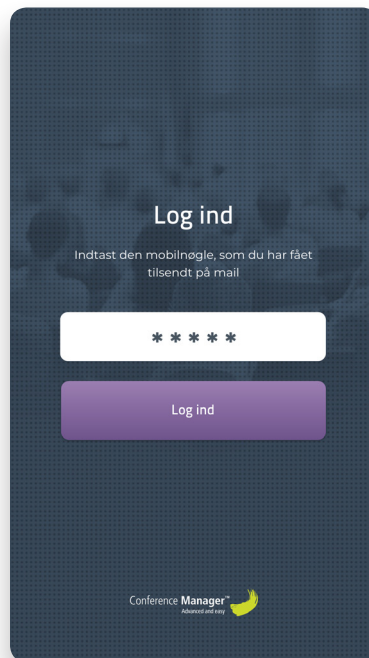 Log ind
Indtast den mobilnøgle, som du har fået
tilsendt på mail
*****
Log ind
Conference Manager™
Advanced and easy